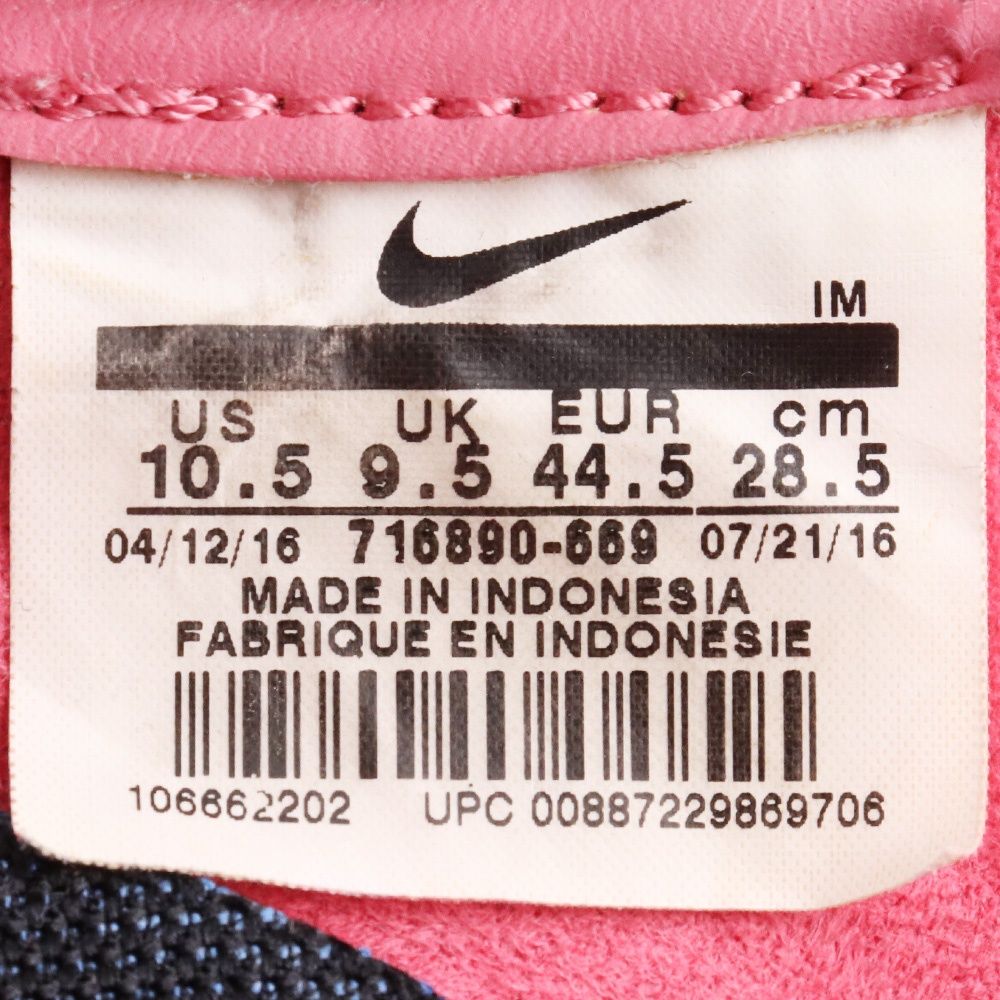 IM
US UK EUR cm
10.5 9.5 44.5 28.5
04/12/16 716890-669 07/21/16
MADE IN INDONESIA
FABRIQUE EN INDONESIE
106662202 UPC 00887229869706